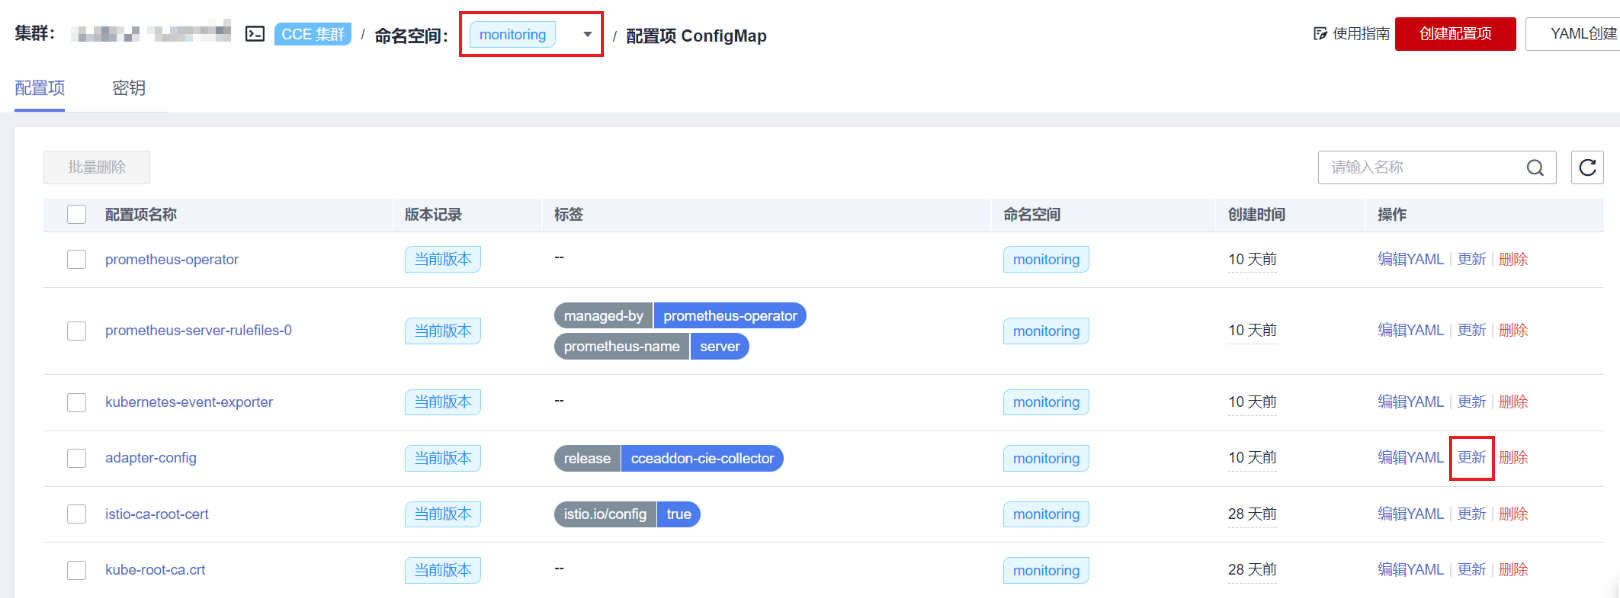 集群： CCE 集群 / 命名空间： monitoring / 配置项 ConfigMap 使用指南 创建配置项 YAML创建
配置项 密钥
批量删除 请输入名称
配置项名称 版本记录 标签 命名空间 创建时间 操作
prometheus-operator 当前版本 -- monitoring 10 天前 编辑YAML 更新 删除
prometheus-server-rulefiles-0 当前版本 managed-by prometheus-operator monitoring 10 天前 编辑YAML 更新 删除
prometheus-name server
kubernetes-event-exporter 当前版本 -- monitoring 10 天前 编辑YAML 更新 删除
adapter-config 当前版本 release cceaddon-cie-collector monitoring 10 天前 编辑YAML 更新 删除
istio-ca-root-cert 当前版本 istio.io/config true monitoring 28 天前 编辑YAML 更新 删除
kube-root-ca.crt 当前版本 -- monitoring 28 天前 编辑YAML 更新 删除